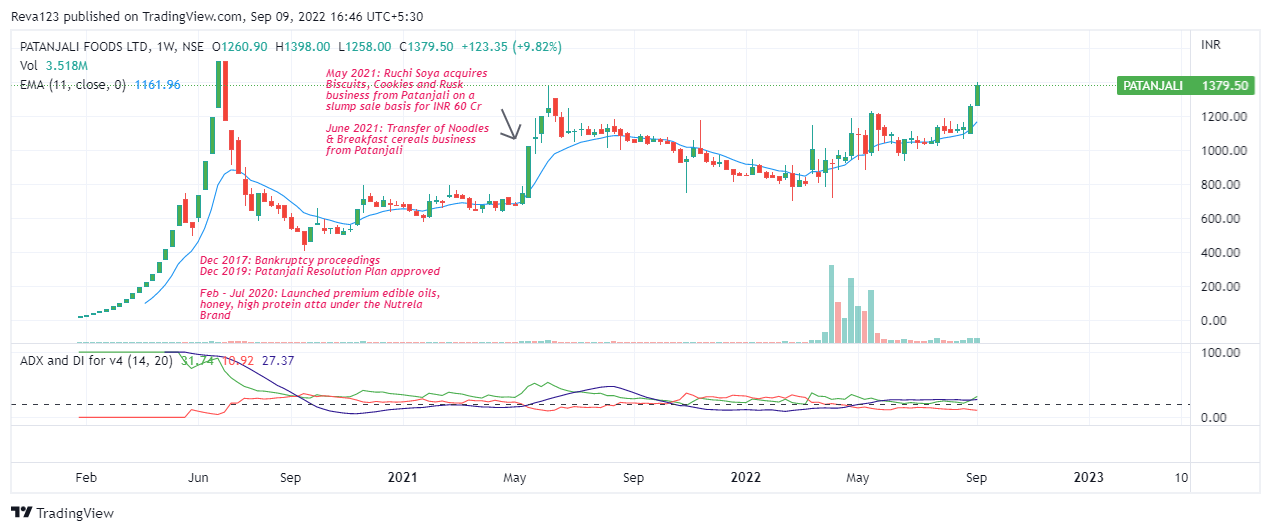 Reva123 published on TradingView.com, Sep 09, 2022 16:46 UTC+5:30
PATANJALI FOODS LTD, 1W, NSE O1260.90 H1398.00 L1258.00 C1379.50 +123.35 (+9.82%)
INR
Vol 3.518M
EMA (11, close, 0) 1161.96
May 2021: Ruchi Soya acquires
Biscuits, Cookies and Rusk
business from Patanjali on a
slump sale basis for INR 60 Cr
June 2021: Transfer of Noodles
& Breakfast cereals business
from Patanjali
PATANJALI 1379.50
1200.00
1000.00
800.00
600.00
400.00
200.00
0.00
Dec 2017: Bankruptcy proceedings
Dec 2019: Patanjali Resolution Plan approved
Feb - Jul 2020: Launched premium edible oils,
honey, high protein atta under the Nutrela
Brand
ADX and DI for v4 (14, 20) 31.74 10.92 27.37
100.00
0.00
Feb Jun Sep 2021 May Sep 2022 May Sep 2023 10
TradingView